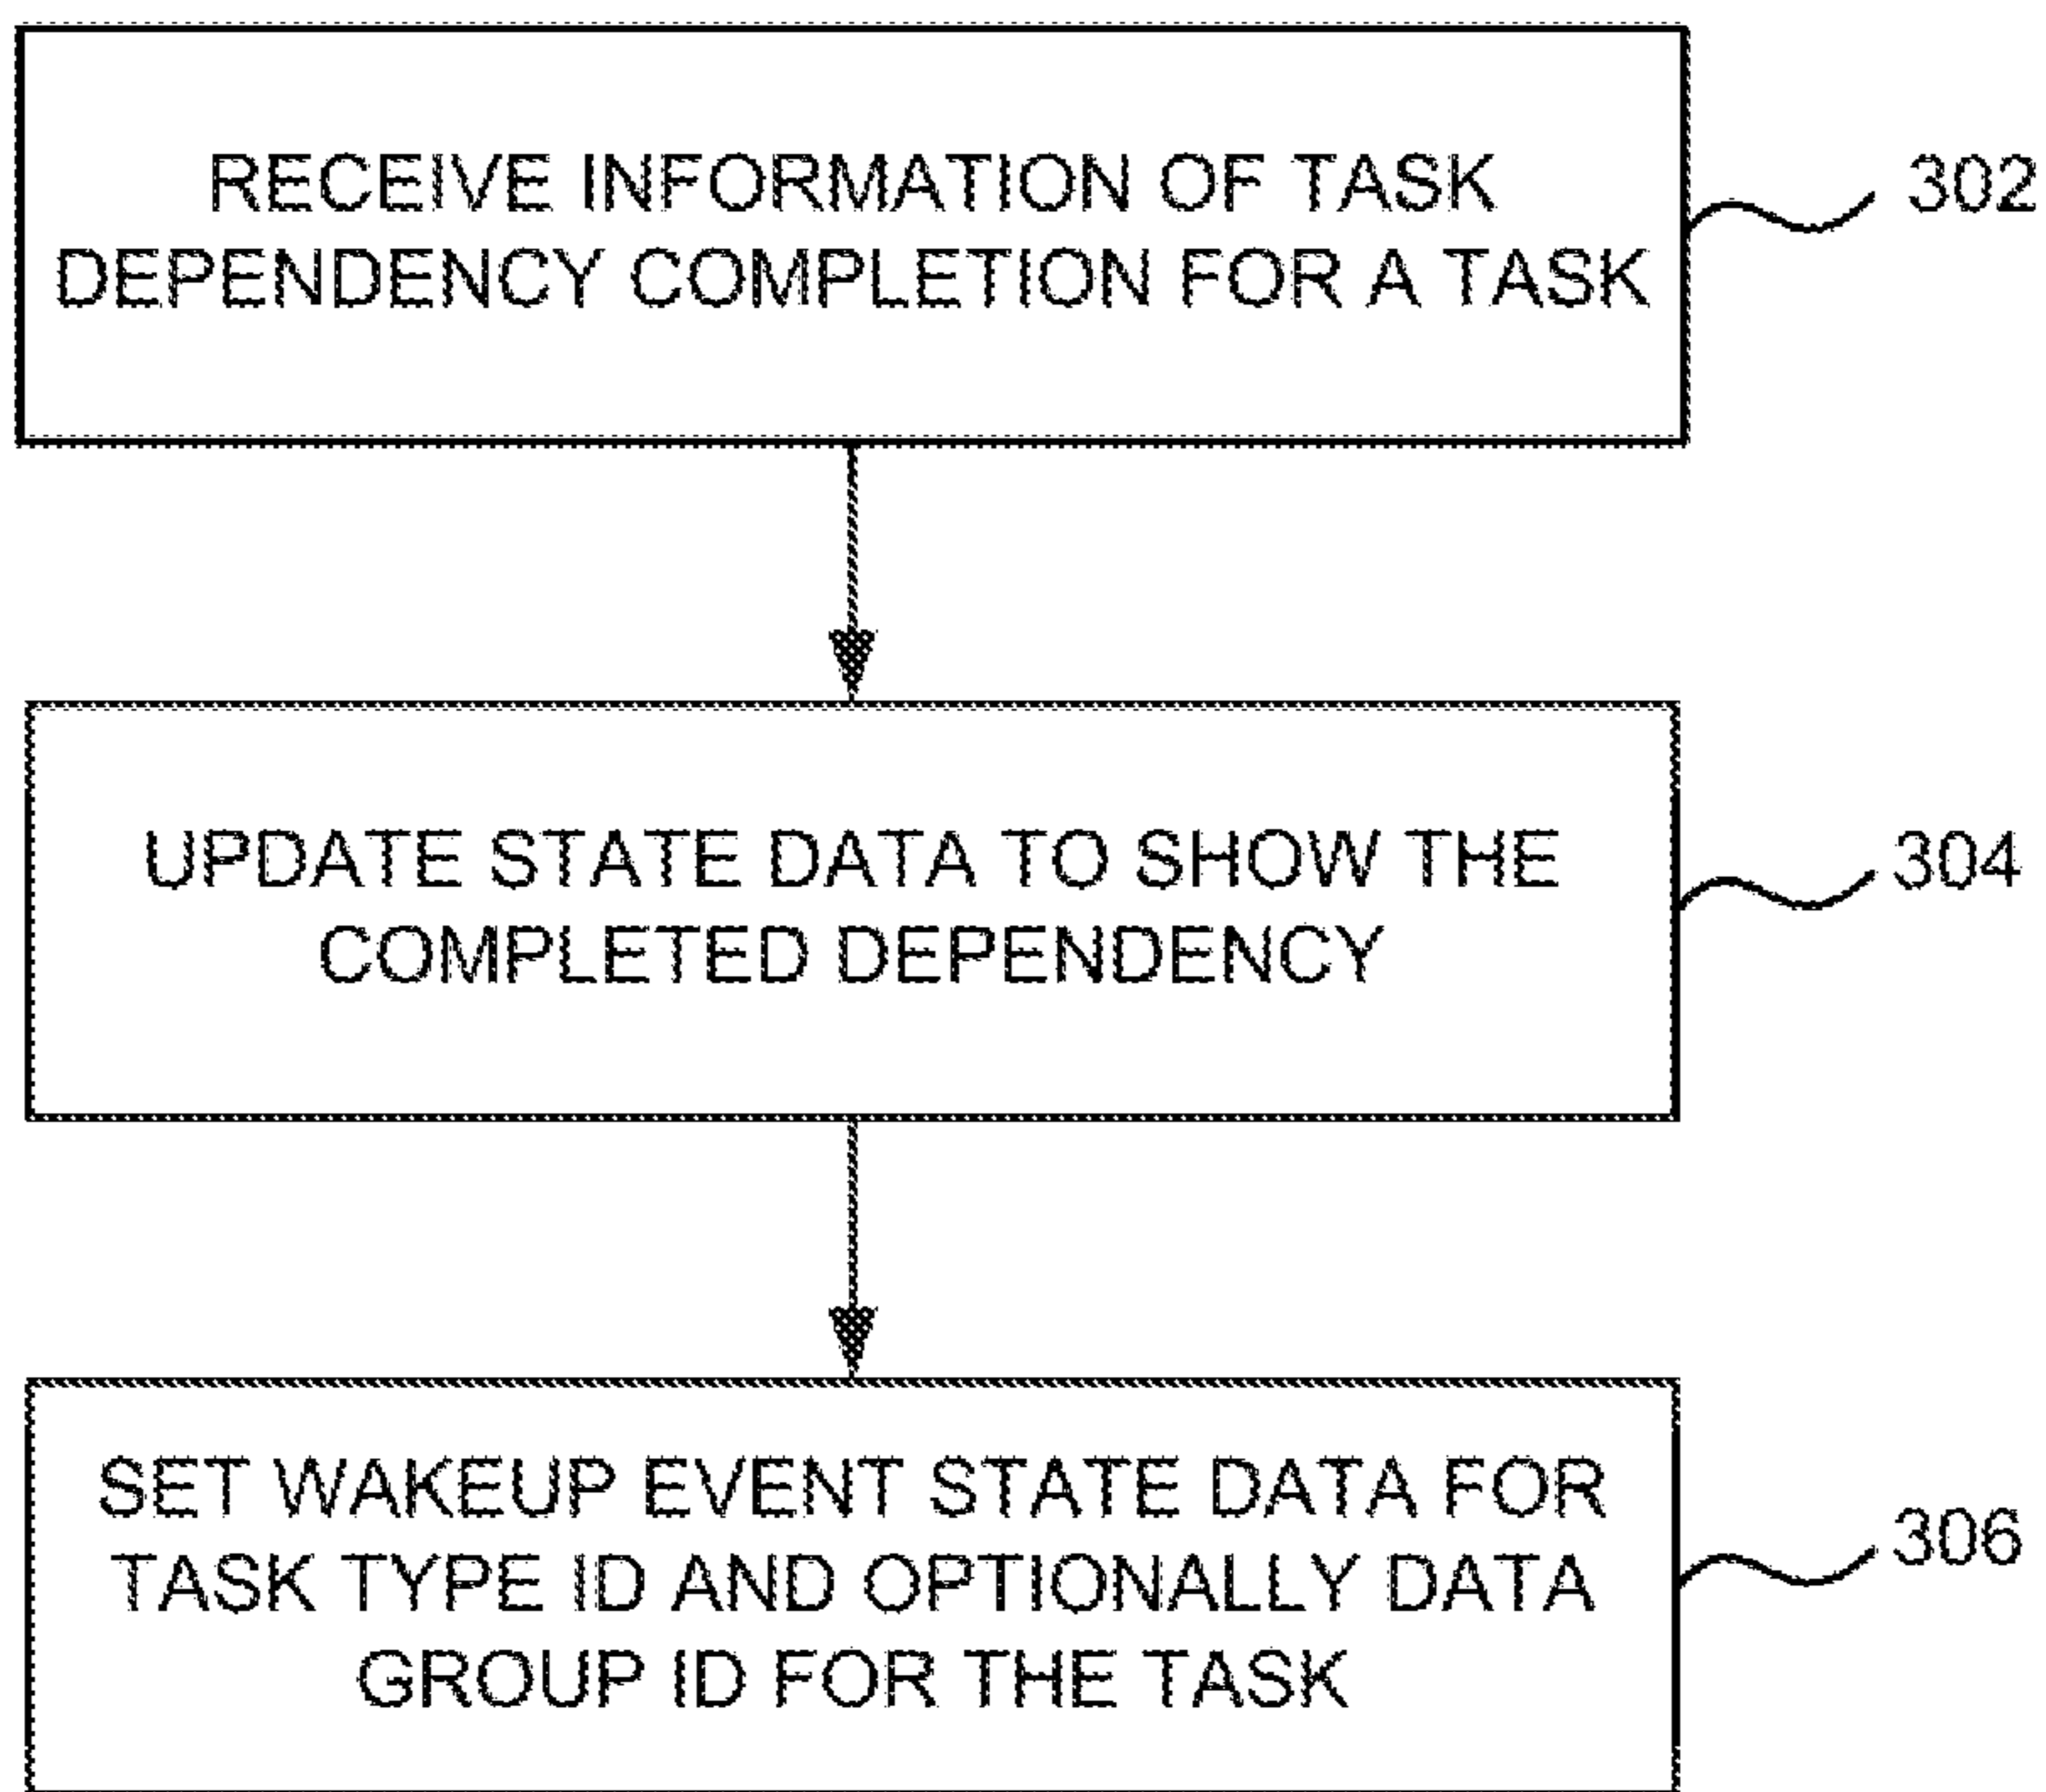 RECEIVE INFORMATION OF TASK
DEPENDENCY COMPLETION FOR A TASK
302
UPDATE STATE DATA TO SHOW THE
COMPLETED DEPENDENCY
304
SET WAKEUP EVENT STATE DATA FOR
TASK TYPE ID AND OPTIONALLY DATA
GROUP ID FOR THE TASK
306